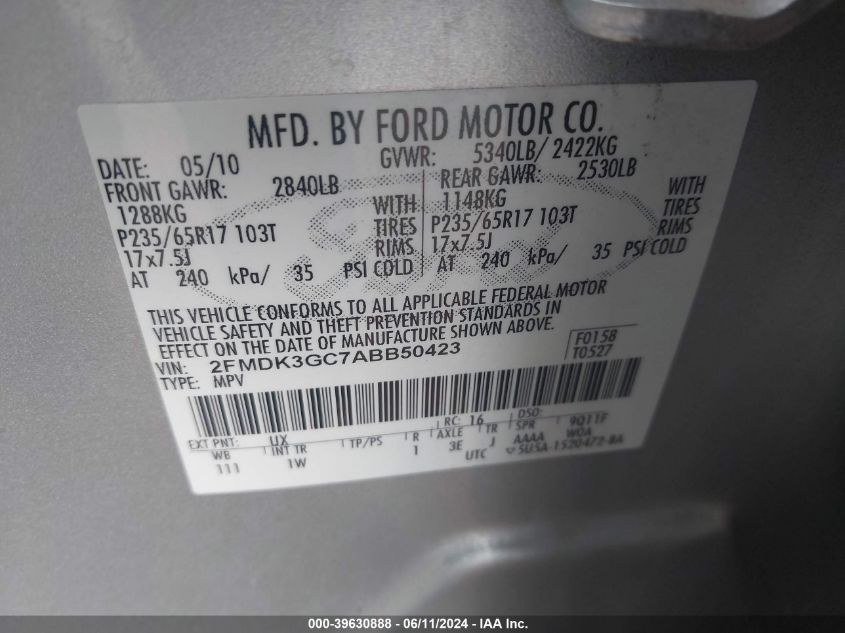 MFD. BY FORD MOTOR CO.
DATE: 05/10 GVWR: 5340LB/ 2422KG
FRONT GAWR: 2840LB REAR GAWR: 2530LB
1288KG WITH 1148KG WITH
P235/65R17 103T TIRES P235/65R17 103T TIRES
17x7.5J RIMS 17x7.5J RIMS
AT 240 kPa/ 35 PSI COLD AT 240 kPa/ 35 PSI COLD
THIS VEHICLE CONFORMS TO ALL APPLICABLE FEDERAL MOTOR
VEHICLE SAFETY AND THEFT PREVENTION STANDARDS IN
EFFECT ON THE DATE OF MANUFACTURE SHOWN ABOVE.
VIN: 2FMDK3GC7ABB50423 F0158
TYPE: MPV T0527
EXT PNT: UX RC: 16 DSO:
WB INT TR TP/PS R AXLE TR SPR 9Q11F
111 1W 1 3E J AAAA W0A
UTC 5U5A-1520472-BA
000-39630888 - 06/11/2024 - IAA Inc.